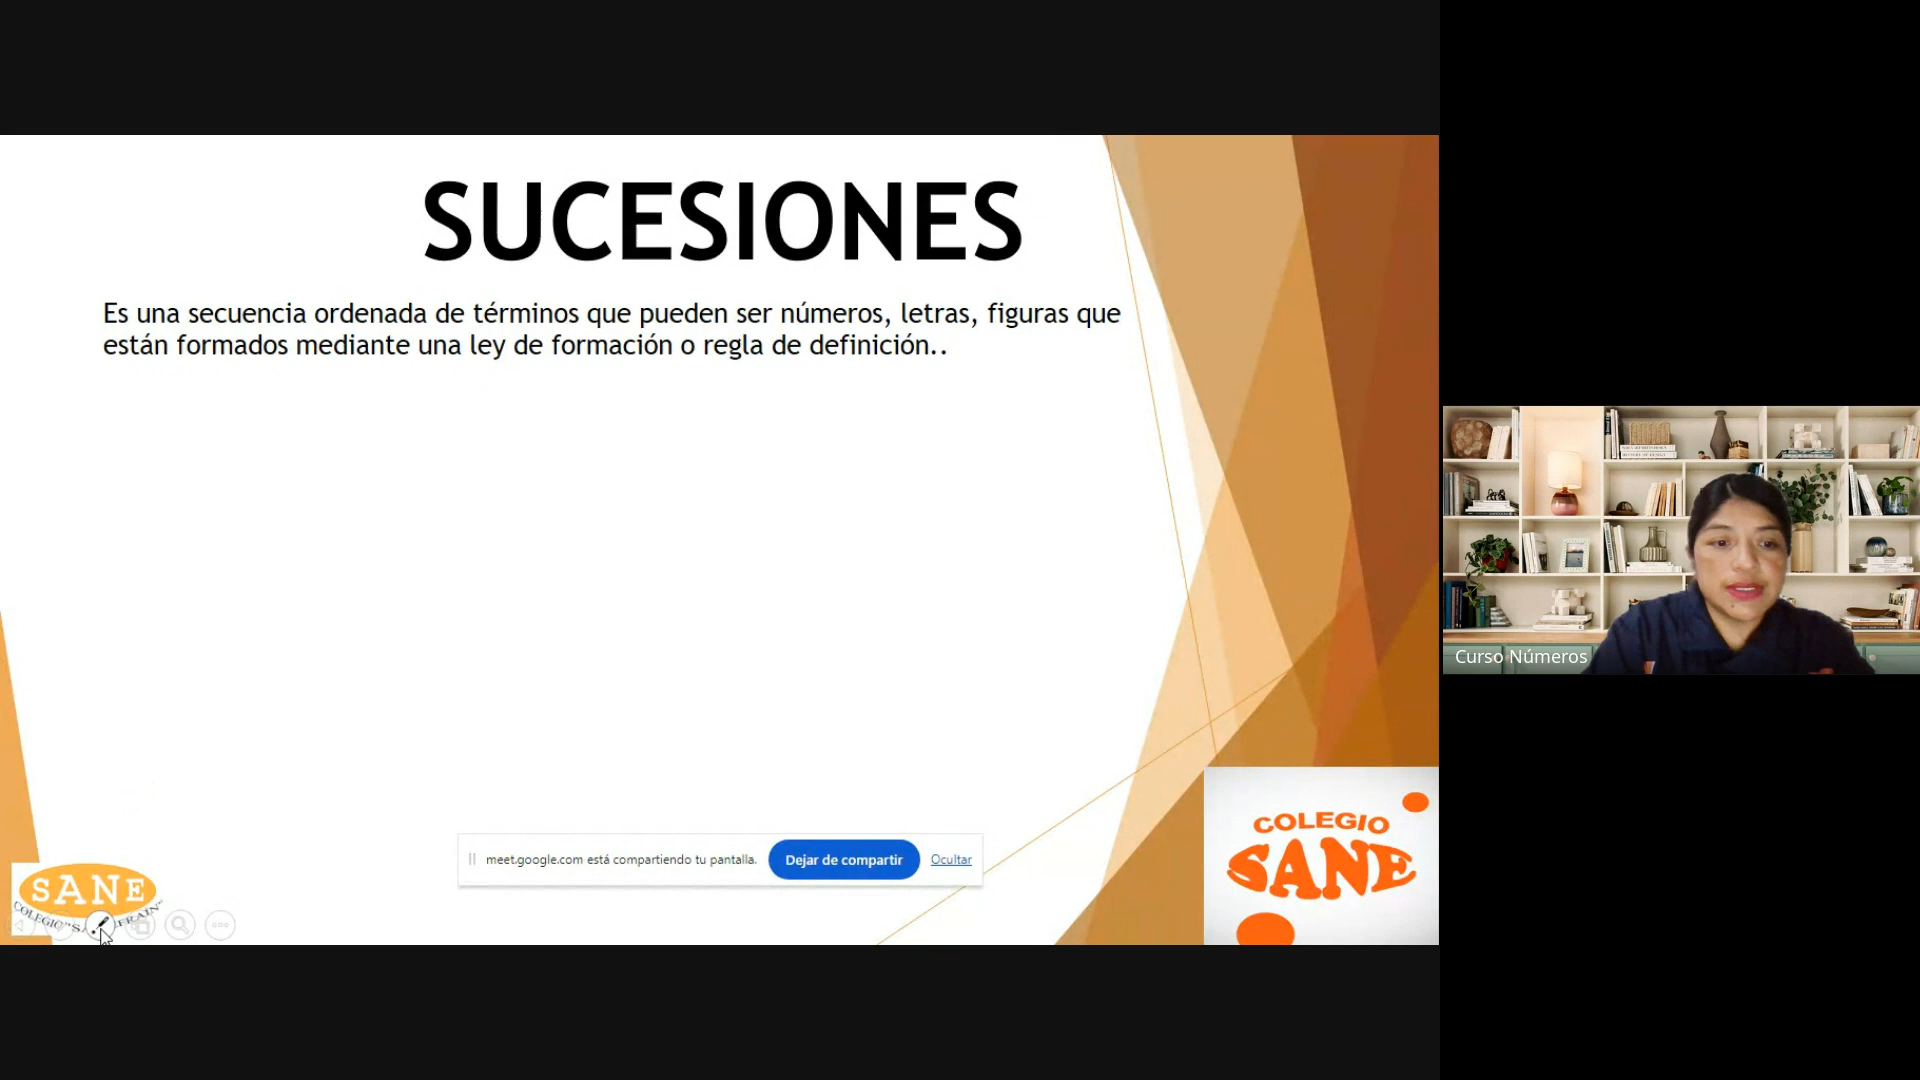 SUCESIONES
Es una secuencia ordenada de términos que pueden ser números, letras, figuras que
están formados mediante una ley de formación o regla de definición..
meet.google.com está compartiendo tu pantalla.
Dejar de compartir
Ocultar
SANE
COLEGIO
COLEGIO
SANE
Curso Números